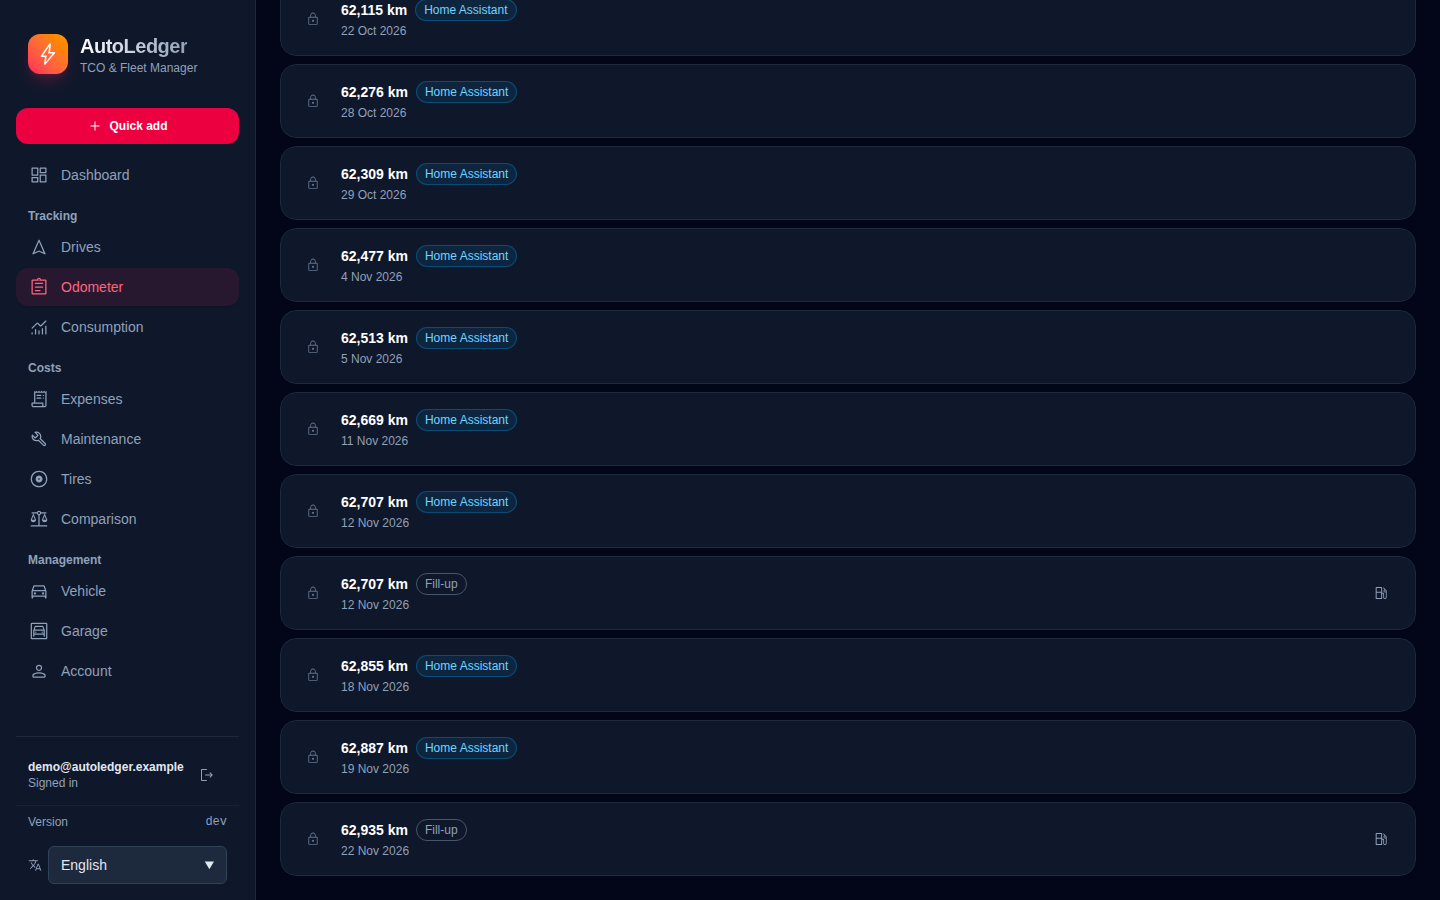 AutoLedger
TCO & Fleet Manager
Quick add
Dashboard
Tracking
Drives
Odometer
Consumption
Costs
Expenses
Maintenance
Tires
Comparison
Management
Vehicle
Garage
Account
demo@autoledger.example
Signed in
Version dev
English
62,115 km Home Assistant
22 Oct 2026
62,276 km Home Assistant
28 Oct 2026
62,309 km Home Assistant
29 Oct 2026
62,477 km Home Assistant
4 Nov 2026
62,513 km Home Assistant
5 Nov 2026
62,669 km Home Assistant
11 Nov 2026
62,707 km Home Assistant
12 Nov 2026
62,707 km Fill-up
12 Nov 2026
62,855 km Home Assistant
18 Nov 2026
62,887 km Home Assistant
19 Nov 2026
62,935 km Fill-up
22 Nov 2026